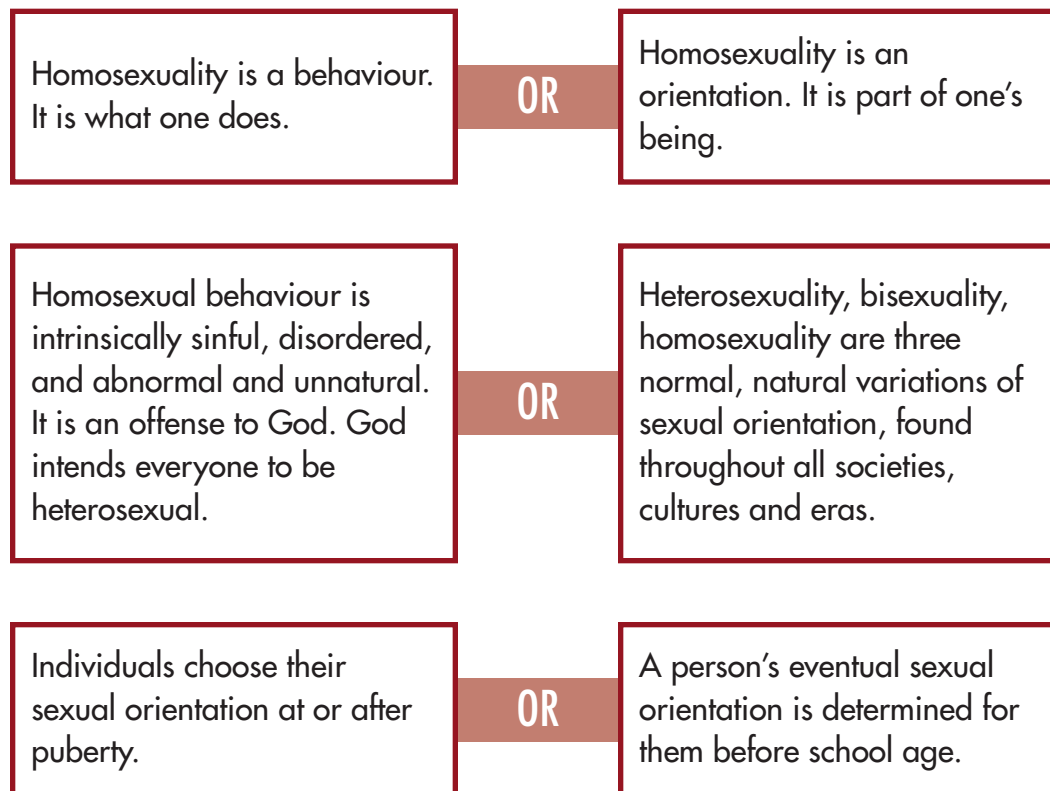 Homosexuality is a behaviour.
It is what one does.
OR
Homosexuality is an
orientation. It is part of one’s
being.
Homosexual behaviour is
intrinsically sinful, disordered,
and abnormal and unnatural.
It is an offense to God. God
intends everyone to be
heterosexual.
OR
Heterosexuality, bisexuality,
homosexuality are three
normal, natural variations of
sexual orientation, found
throughout all societies,
cultures and eras.
Individuals choose their
sexual orientation at or after
puberty.
OR
A person’s eventual sexual
orientation is determined for
them before school age.